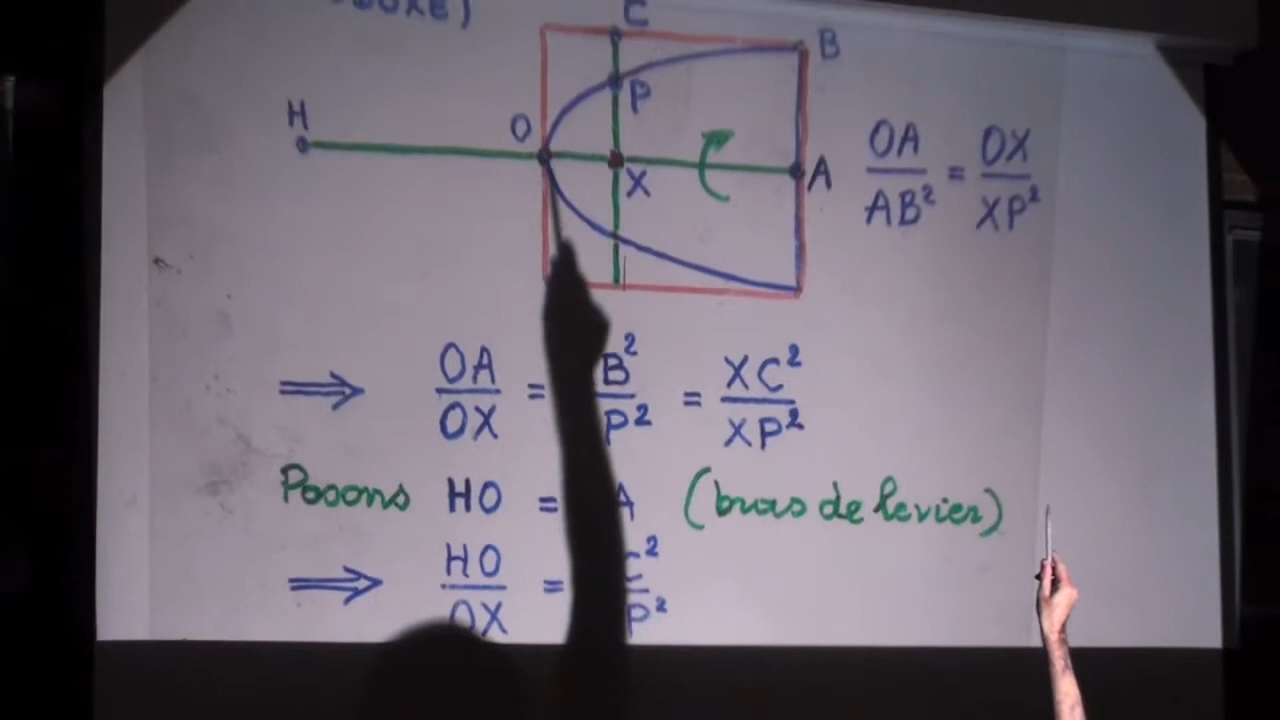 C
B
P
H
O
X
A
OA/AB² = OX/XP²
⟹ OA/OX = B²/P² = XC²/XP²
Posons HO = A (bras de levier)
⟹ HO/OX = C²/P²